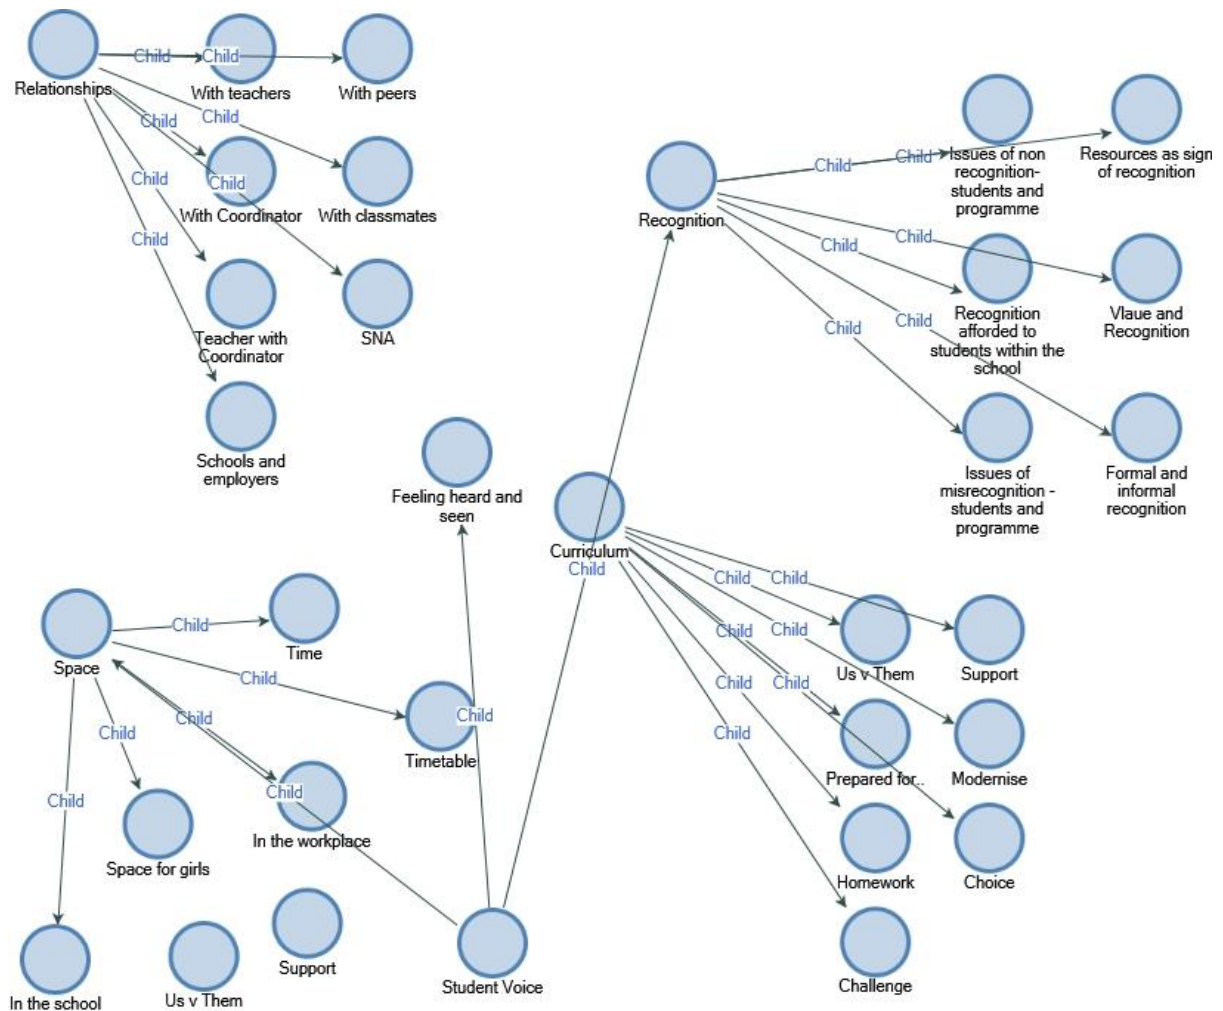 Relationships
Child
Child
With teachers
With peers
Child
Child
Child
Child
With Coordinator
With classmates
Child
Teacher with
Coordinator
SNA
Schools and
employers
Recognition
Child
Child
Issues of non
recognition-
students and
programme
Resources as sign
of recognition
Child
Child
Recognition
afforded to
students within the
school
Vlaue and
Recognition
Child
Child
Issues of
misrecognition -
students and
programme
Formal and
informal
recognition
Feeling heard and
seen
Curriculum
Child
Child
Child
Us v Them
Support
Child
Child
Prepared for..
Modernise
Child
Child
Homework
Choice
Child
Challenge
Space
Child
Time
Child
Timetable
Child
Child
Child
Child
Child
In the workplace
Space for girls
In the school
Us v Them
Support
Student Voice